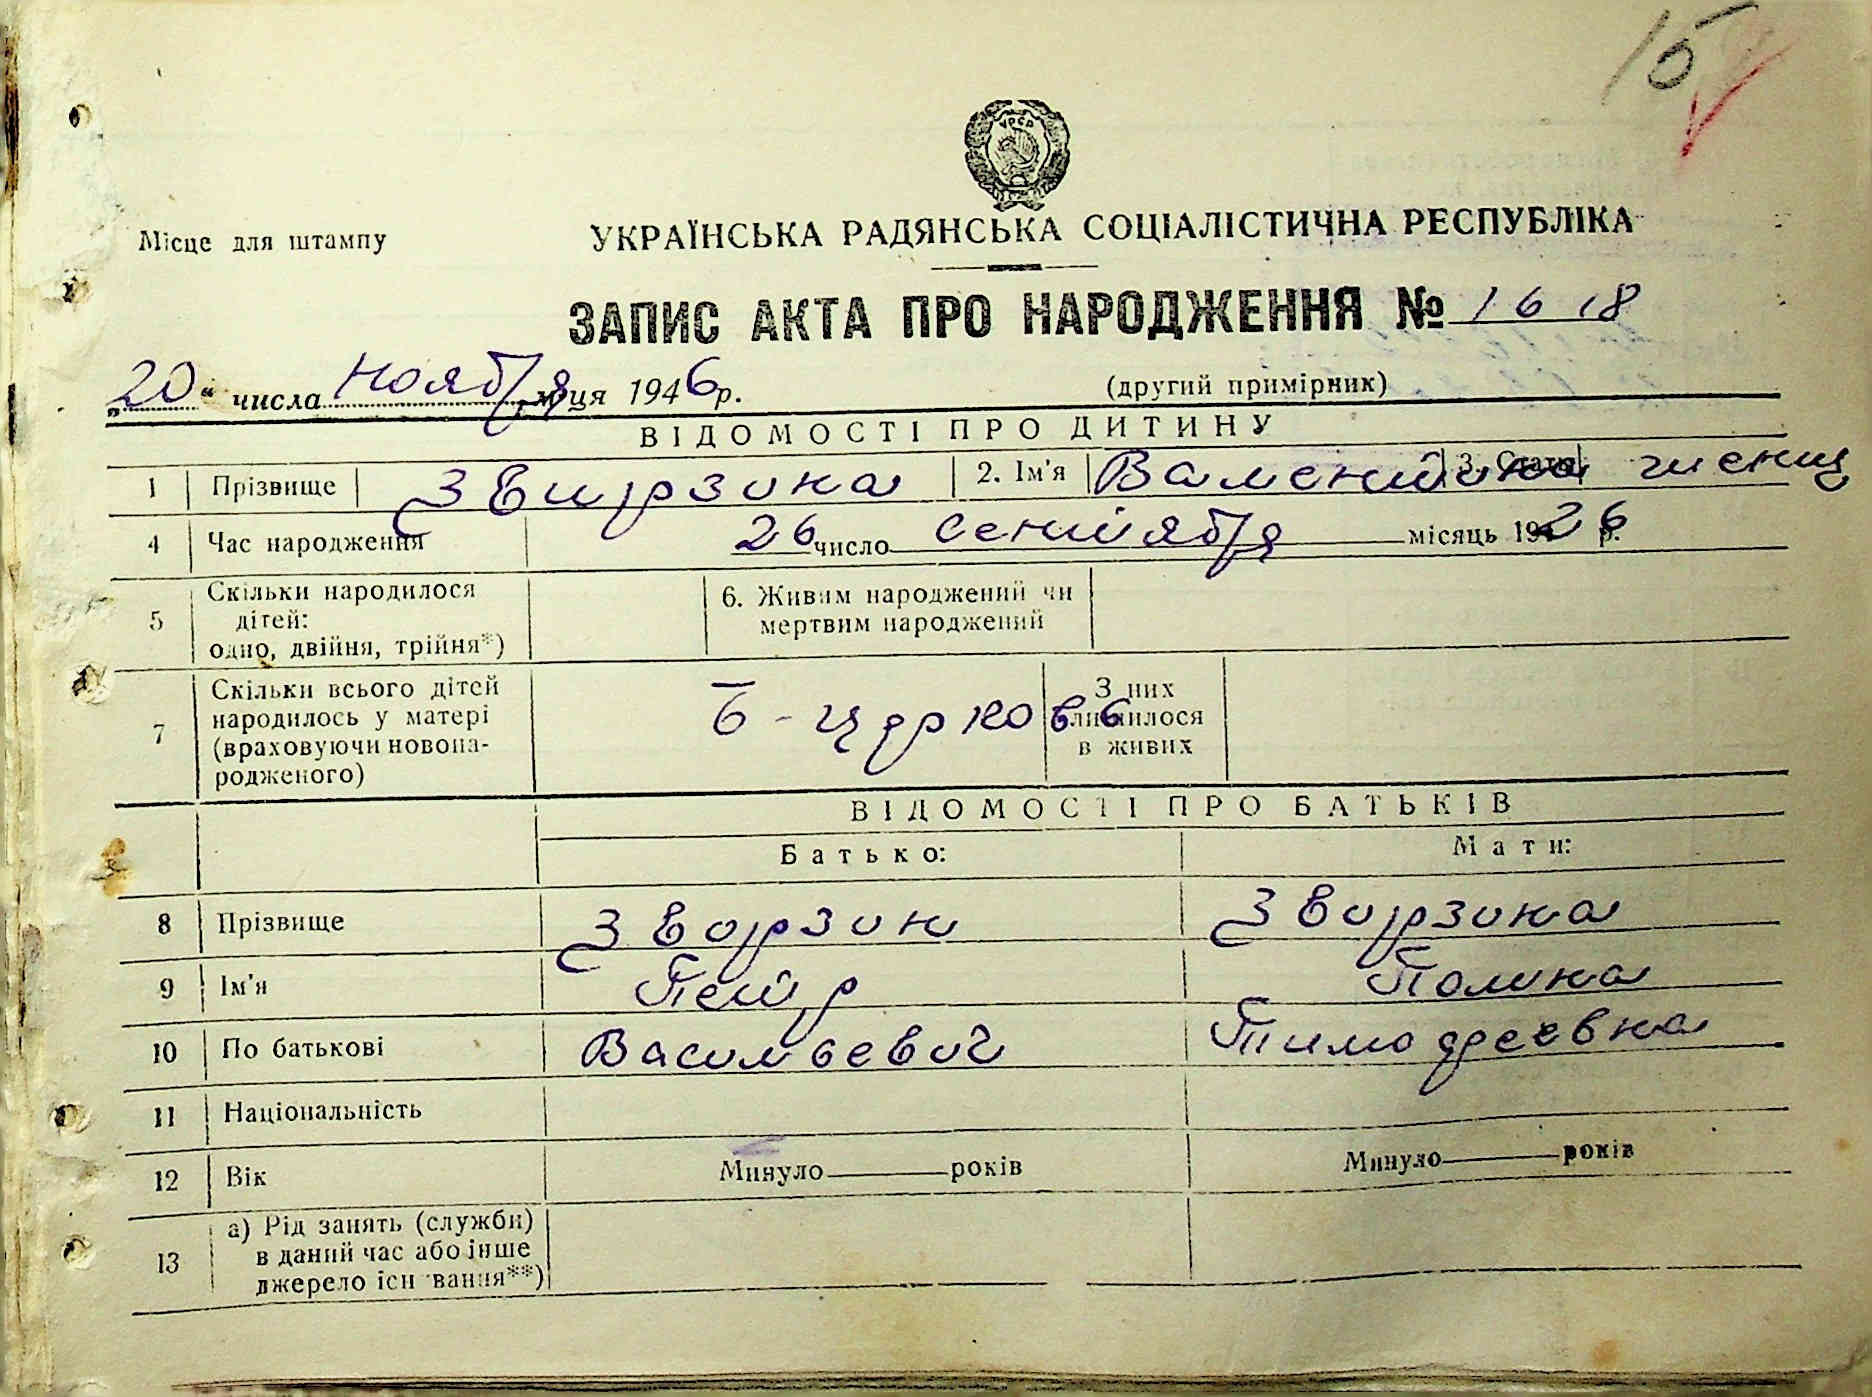 15
УРСР
Місце для штампу
УКРАЇНСЬКА РАДЯНСЬКА СОЦІАЛІСТИЧНА РЕСПУБЛІКА
ЗАПИС АКТА ПРО НАРОДЖЕННЯ № 1618
„20“ числа ноября м-ця 1946 р.
(другий примірник)
ВІДОМОСТІ ПРО ДИТИНУ
1 Прізвище Звирзина 2. Ім'я Валентина 3. Стать женщ
4 Час народження 26 число сентября місяць 1926 р.
5 Скільки народилося дітей: одно, двійня, трійня*)
6. Живим народжений чи мертвим народжений
7 Скільки всього дітей народилось у матері (враховуючи новонародженого) Б-Церковь З них лишилося в живих
ВІДОМОСТІ ПРО БАТЬКІВ
Батько: Мати:
8 Прізвище Звирзин Звирзина
9 Ім'я Петр Полина
10 По батькові Васильевич Тимофеевна
11 Національність
12 Вік Минуло років Минуло років
13 а) Рід занять (служби) в даний час або інше джерело існування**)